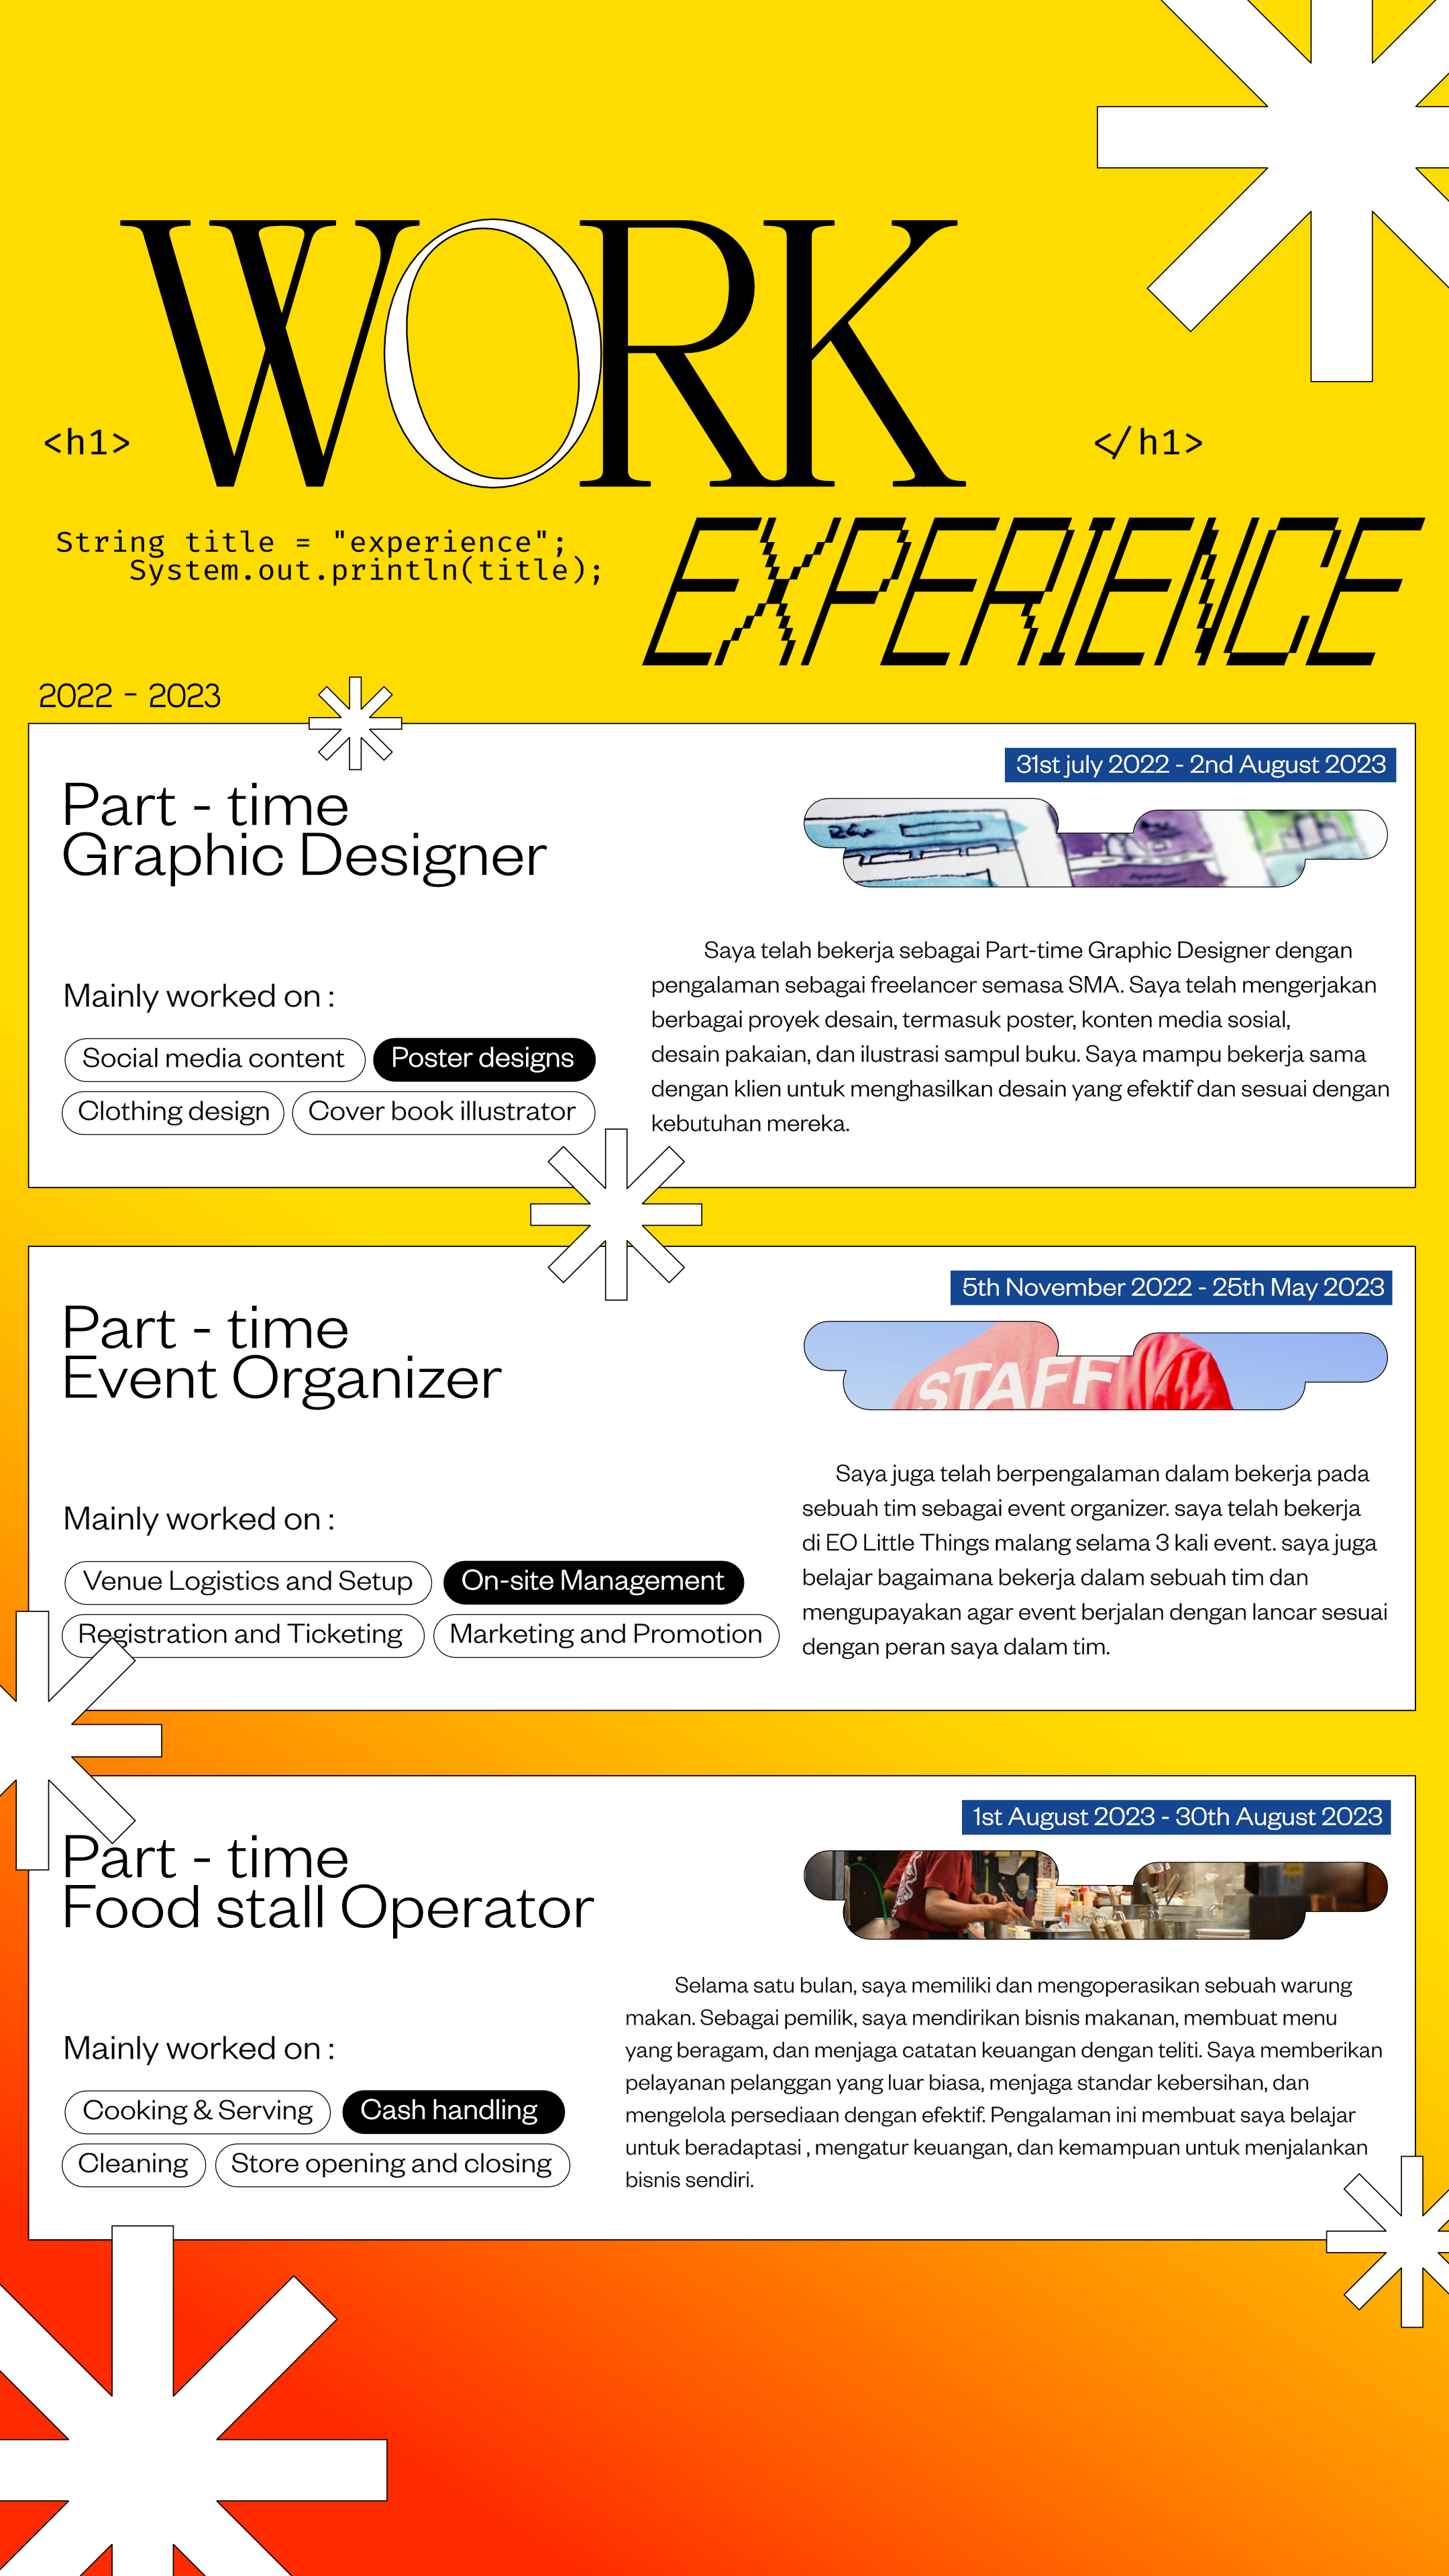 WORK
<h1>
</h1>
String title = "experience";
System.out.println(title);
EXPERIENCE
2022 - 2023
31st july 2022 - 2nd August 2023
Part - time
Graphic Designer
Mainly worked on :
Social media content
Poster designs
Clothing design
Cover book illustrator
Saya telah bekerja sebagai Part-time Graphic Designer dengan
pengalaman sebagai freelancer semasa SMA. Saya telah mengerjakan
berbagai proyek desain, termasuk poster, konten media sosial,
desain pakaian, dan ilustrasi sampul buku. Saya mampu bekerja sama
dengan klien untuk menghasilkan desain yang efektif dan sesuai dengan
kebutuhan mereka.
5th November 2022 - 25th May 2023
Part - time
Event Organizer
STAFF
Mainly worked on :
Venue Logistics and Setup
On-site Management
Registration and Ticketing
Marketing and Promotion
Saya juga telah berpengalaman dalam bekerja pada
sebuah tim sebagai event organizer. saya telah bekerja
di EO Little Things malang selama 3 kali event. saya juga
belajar bagaimana bekerja dalam sebuah tim dan
mengupayakan agar event berjalan dengan lancar sesuai
dengan peran saya dalam tim.
1st August 2023 - 30th August 2023
Part - time
Food stall Operator
Mainly worked on :
Cooking & Serving
Cash handling
Cleaning
Store opening and closing
Selama satu bulan, saya memiliki dan mengoperasikan sebuah warung
makan. Sebagai pemilik, saya mendirikan bisnis makanan, membuat menu
yang beragam, dan menjaga catatan keuangan dengan teliti. Saya memberikan
pelayanan pelanggan yang luar biasa, menjaga standar kebersihan, dan
mengelola persediaan dengan efektif. Pengalaman ini membuat saya belajar
untuk beradaptasi , mengatur keuangan, dan kemampuan untuk menjalankan
bisnis sendiri.